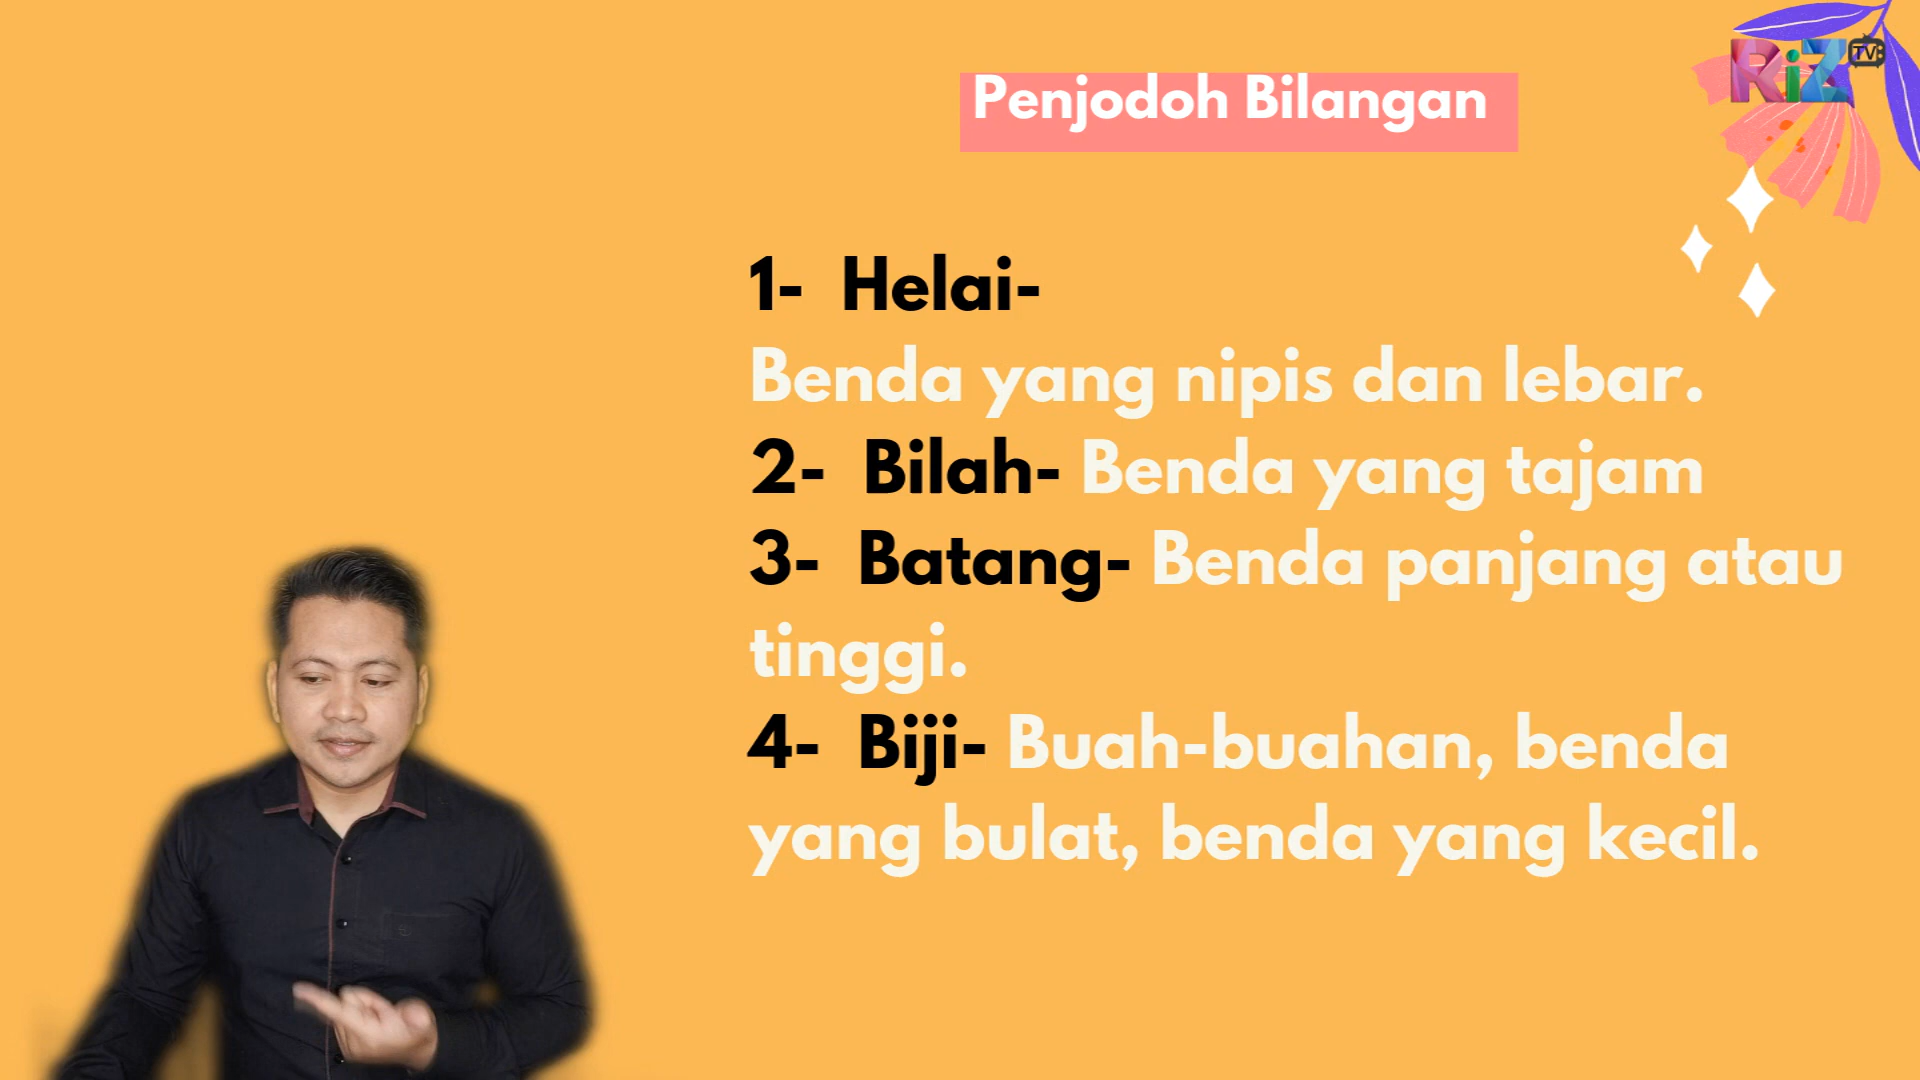 RiZ TV
Penjodoh Bilangan
1- Helai-
Benda yang nipis dan lebar.
2- Bilah- Benda yang tajam
3- Batang- Benda panjang atau
tinggi.
4- Biji- Buah-buahan, benda
yang bulat, benda yang kecil.